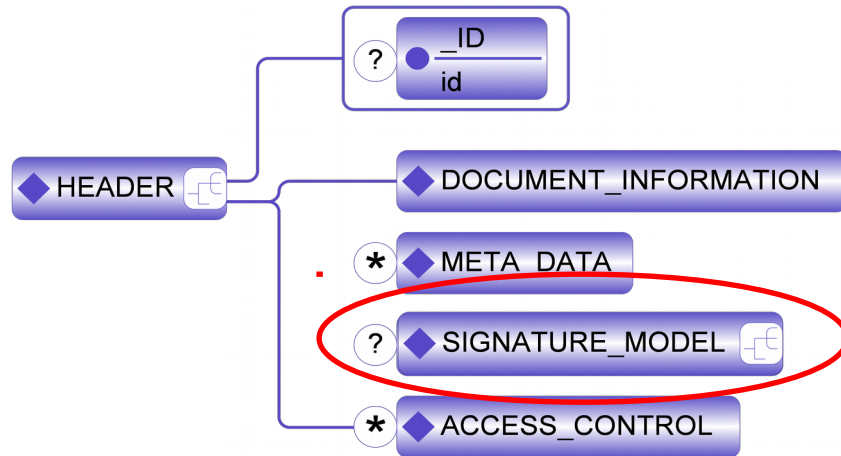 ?
_ID
id
HEADER
DOCUMENT_INFORMATION
* META_DATA
? SIGNATURE_MODEL
* ACCESS_CONTROL